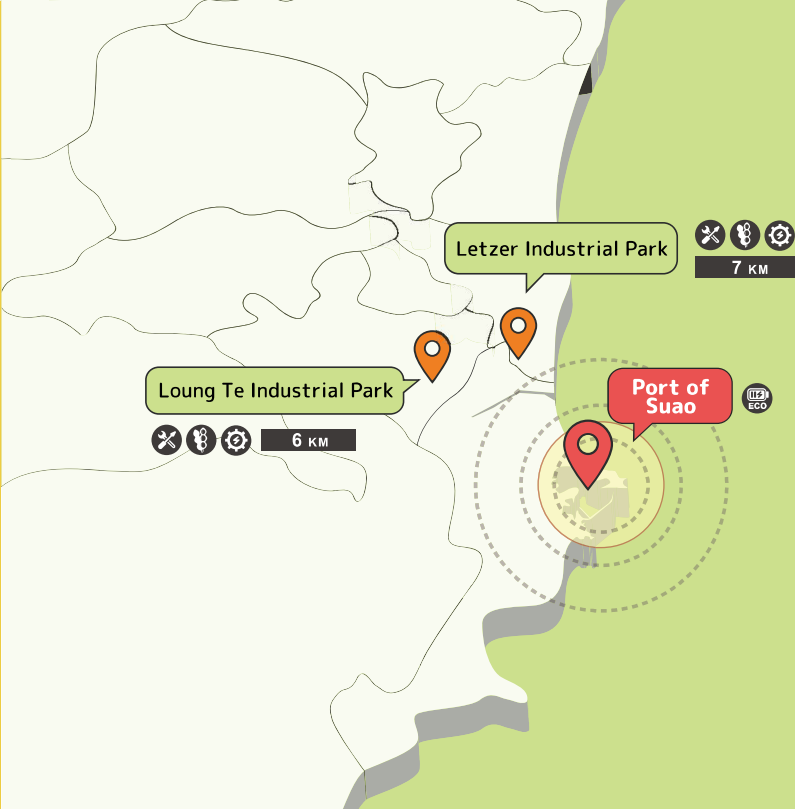 Letzer Industrial Park
7 KM
Loung Te Industrial Park
6 KM
Port of
Suao
ECO